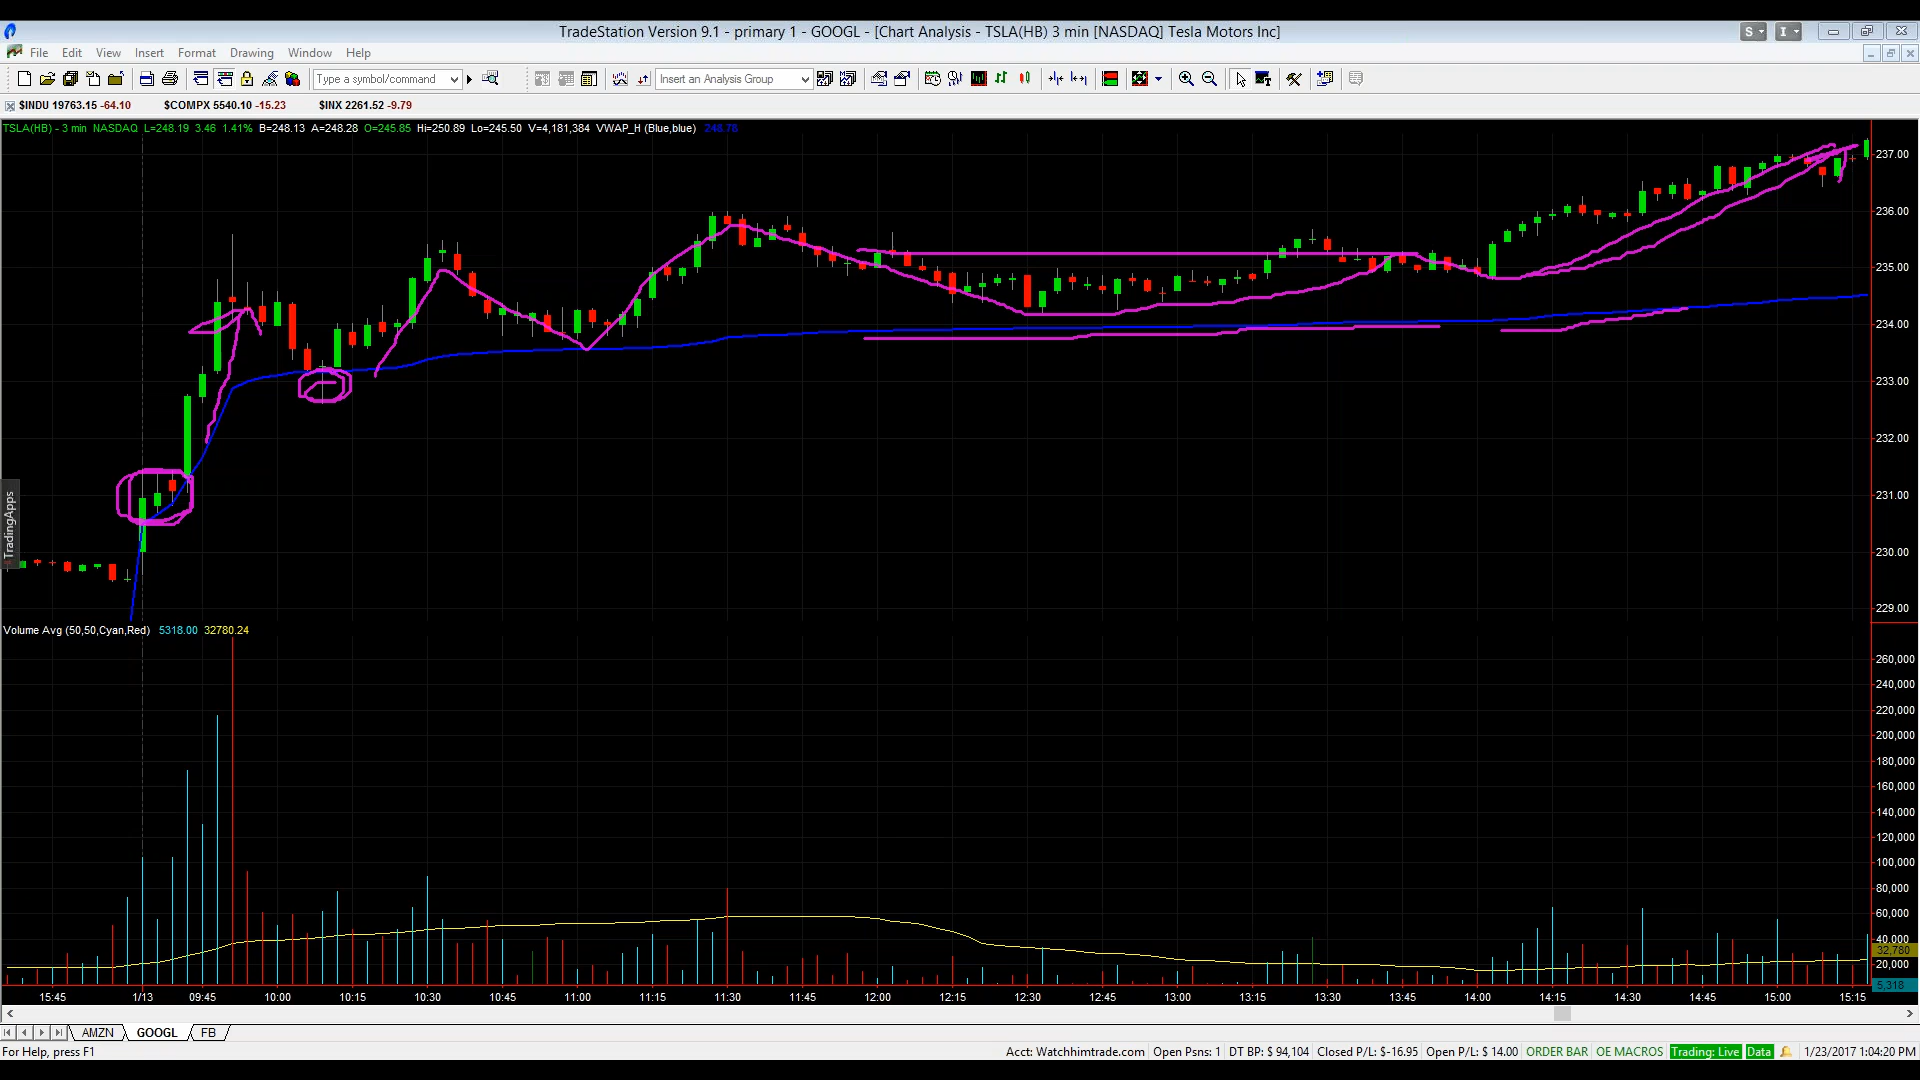 TradeStation Version 9.1 - primary 1 - GOOGL - [Chart Analysis - TSLA(HB) 3 min [NASDAQ] Tesla Motors Inc]
S I
File Edit View Insert Format Drawing Window Help
Type a symbol/command Insert an Analysis Group
$INDU 19763.15 -64.10 $COMPX 5540.10 -15.23 $INX 2261.52 -9.79
TSLA(HB) - 3 min NASDAQ L=248.19 3.46 1.41% B=248.13 A=248.28 O=245.85 Hi=250.89 Lo=245.50 V=4,181,384 VWAP_H (Blue,blue) 248.78
237.00
236.00
235.00
234.00
233.00
232.00
231.00
230.00
229.00
TradingApps
Volume Avg (50,50,Cyan,Red) 5318.00 32780.24
260,000
240,000
220,000
200,000
180,000
160,000
140,000
120,000
100,000
80,000
60,000
40,000
32,780
20,000
5,318
15:45 1/13 09:45 10:00 10:15 10:30 10:45 11:00 11:15 11:30 11:45 12:00 12:15 12:30 12:45 13:00 13:15 13:30 13:45 14:00 14:15 14:30 14:45 15:00 15:15
AMZN GOOGL FB
For Help, press F1 Acct: Watchhimtrade.com Open Psns: 1 DT BP: $ 94,104 Closed P/L: $-16.95 Open P/L: $ 14.00 ORDER BAR OE MACROS Trading: Live Data 1/23/2017 1:04:20 PM